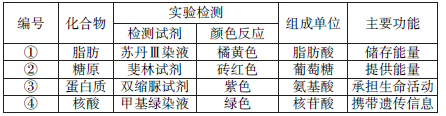 编号 化合物 实验检测 组成单位 主要功能
检测试剂 颜色反应
① 脂肪 苏丹Ⅲ染液 橘黄色 脂肪酸 储存能量
② 糖原 斐林试剂 砖红色 葡萄糖 提供能量
③ 蛋白质 双缩脲试剂 紫色 氨基酸 承担生命活动
④ 核酸 甲基绿染液 绿色 核苷酸 携带遗传信息